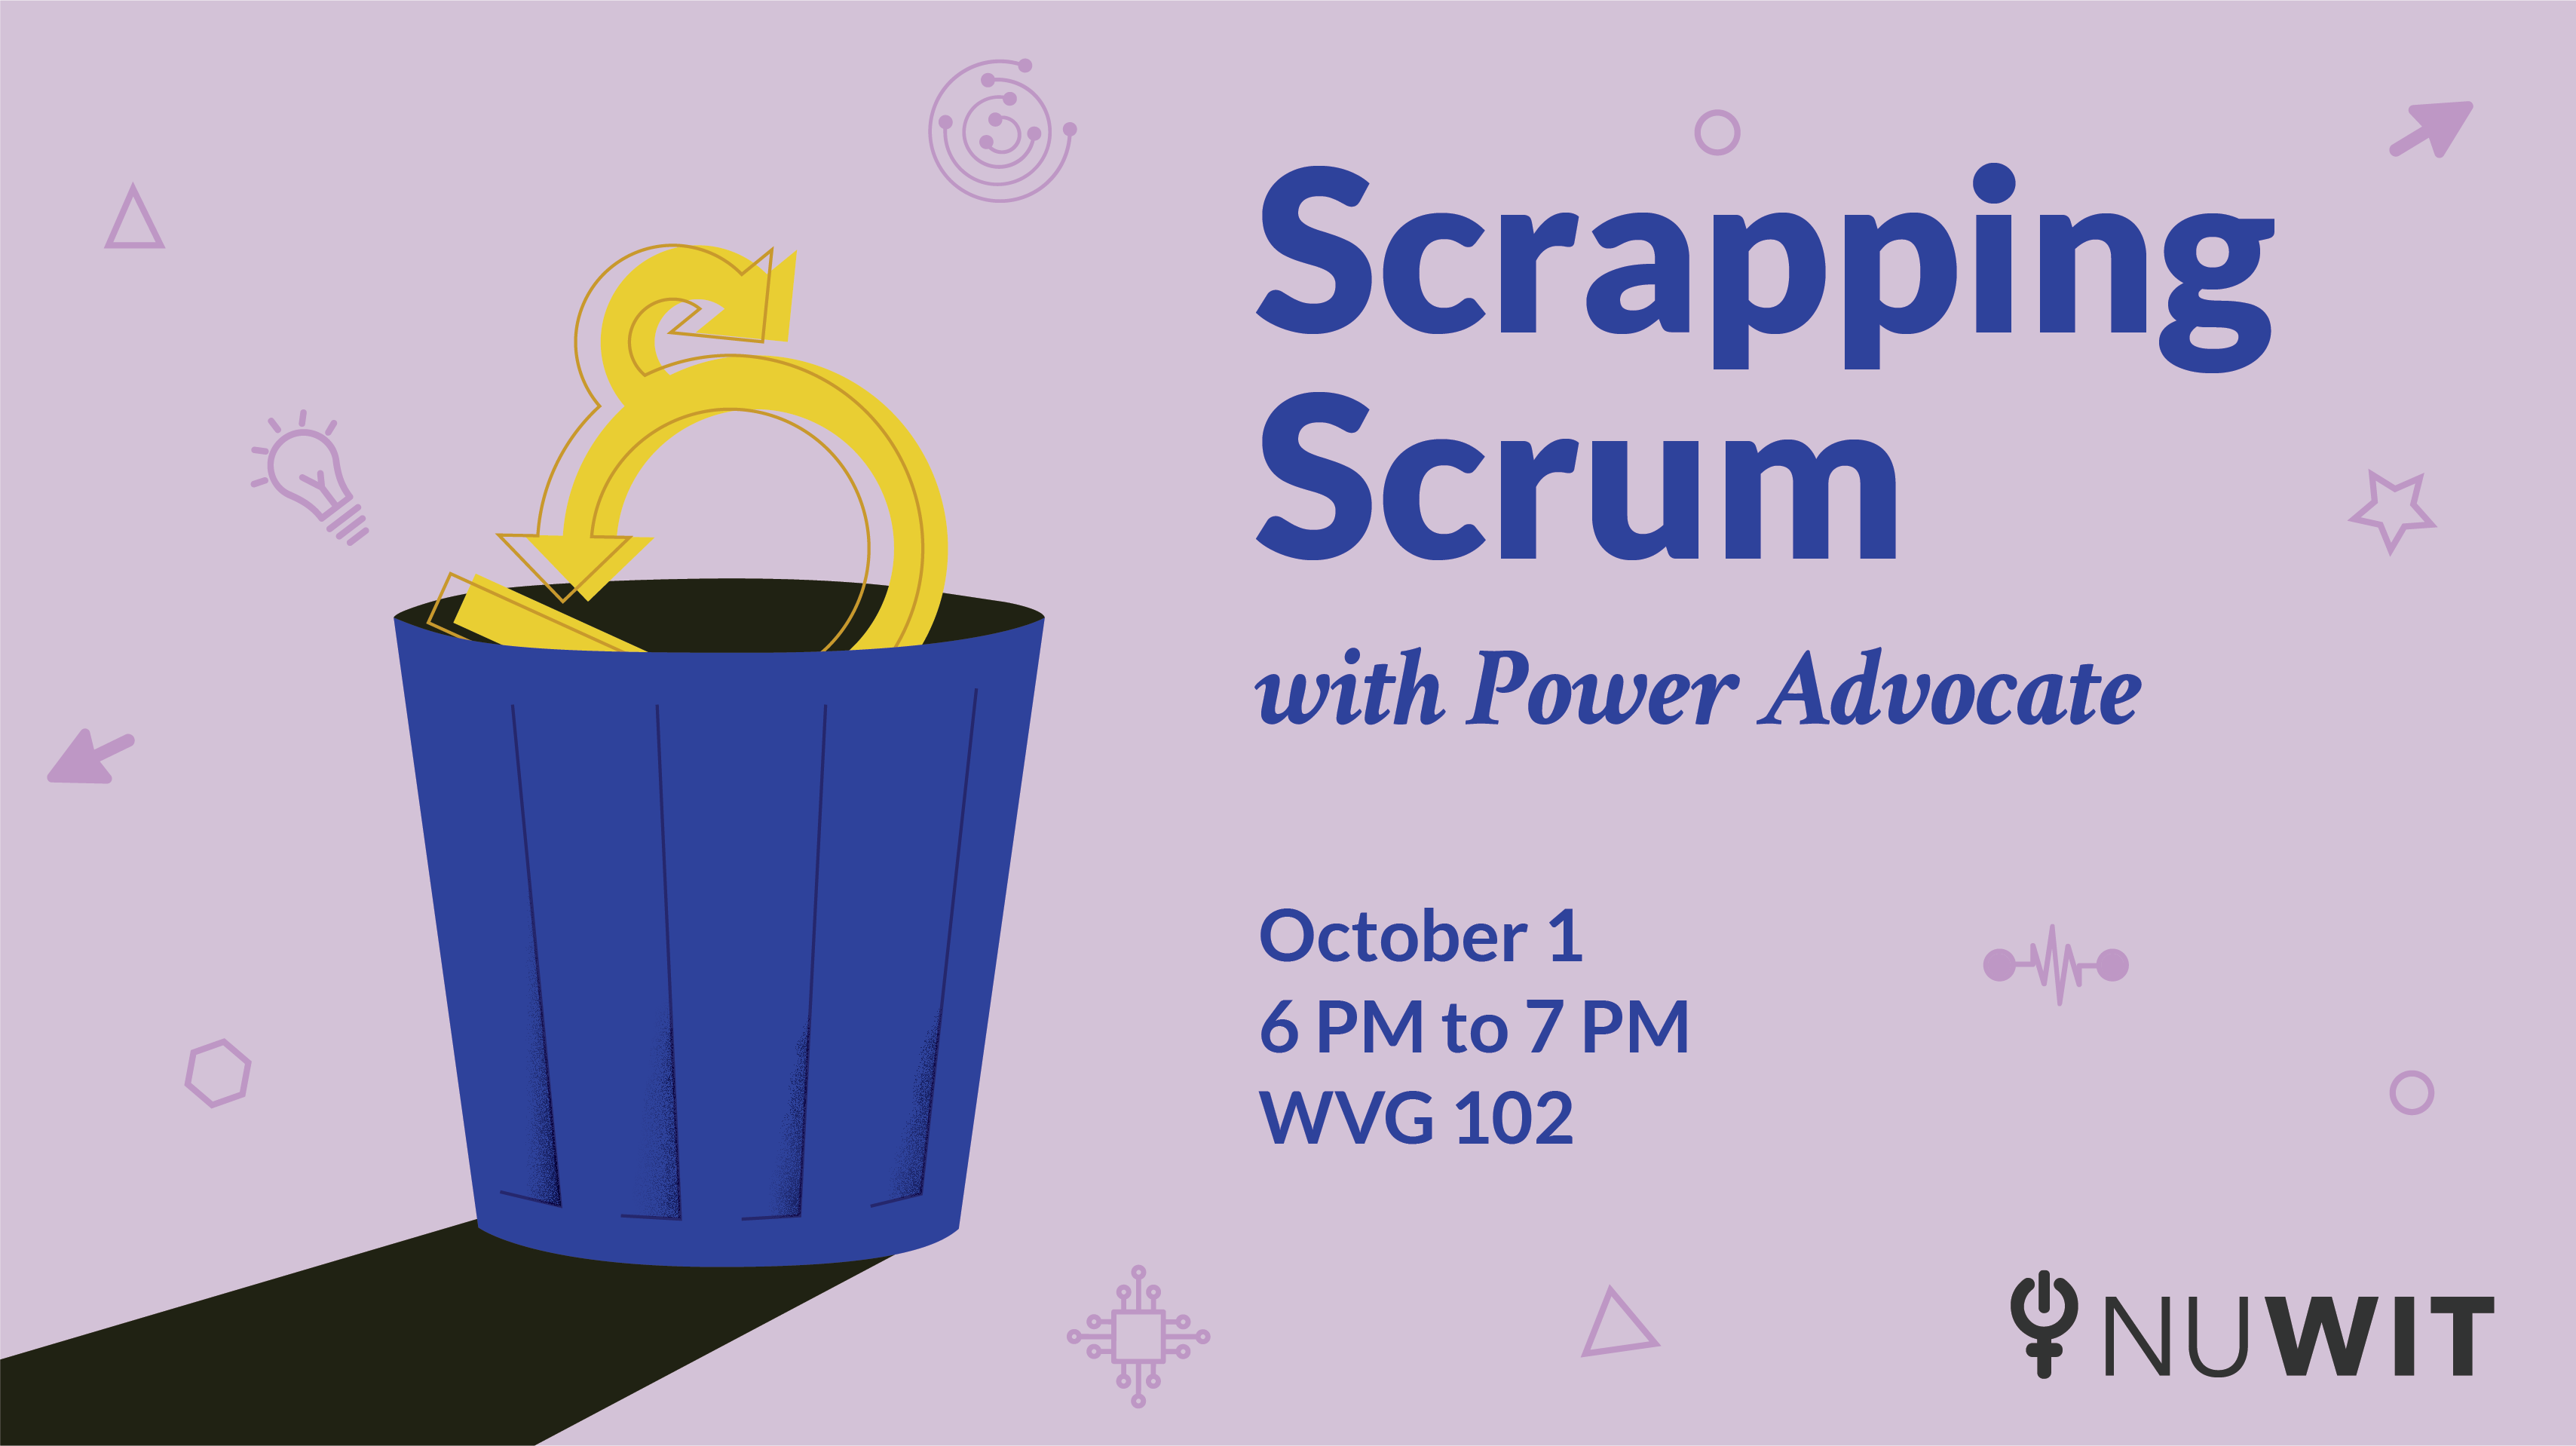 Scrapping
Scrum
with Power Advocate
October 1
6 PM to 7 PM
WVG 102
NUWIT